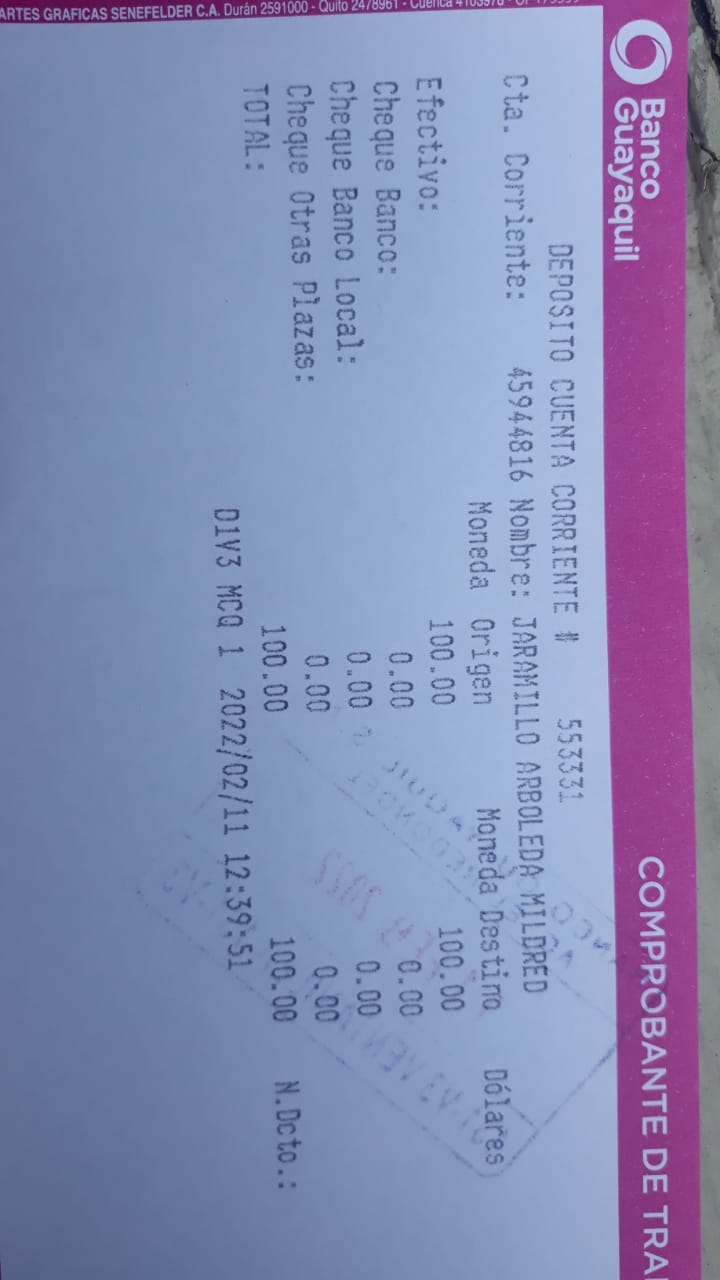 Banco
Guayaquil
COMPROBANTE DE TRA
DEPOSITO CUENTA CORRIENTE # 553331
Cta. Corriente: 45944816 Nombre: JARAMILLO ARBOLEDA MILDRED
Moneda Origen Moneda Destino Dólares
Efectivo: 100.00 100.00
Cheque Banco: 0.00 0.00
Cheque Banco Local: 0.00 0.00
Cheque Otras Plazas: 0.00 0.00
TOTAL: 100.00 100.00 N.Dcto.:
D1V3 MCQ 1 2022/02/11 12:39:51
ARTES GRAFICAS SENEFELDER C.A. Durán 2591000 - Quito 2478961 - Cuenca